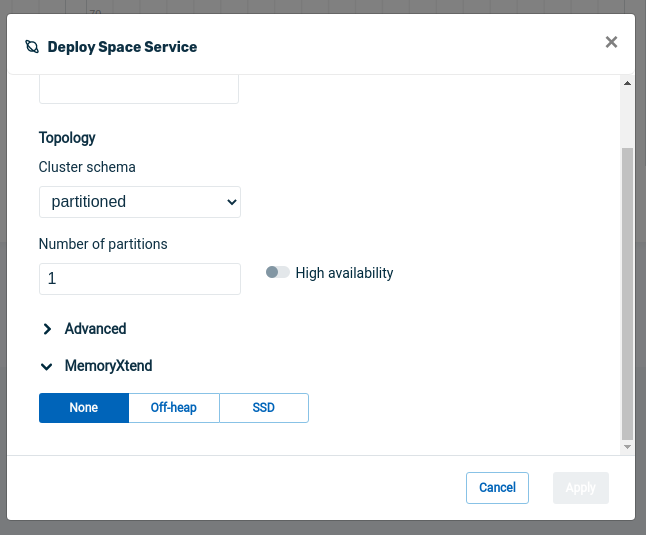 70
Deploy Space Service
Topology
Cluster schema
partitioned
Number of partitions
1
High availability
Advanced
MemoryXtend
None
Off-heap
SSD
Cancel
Apply